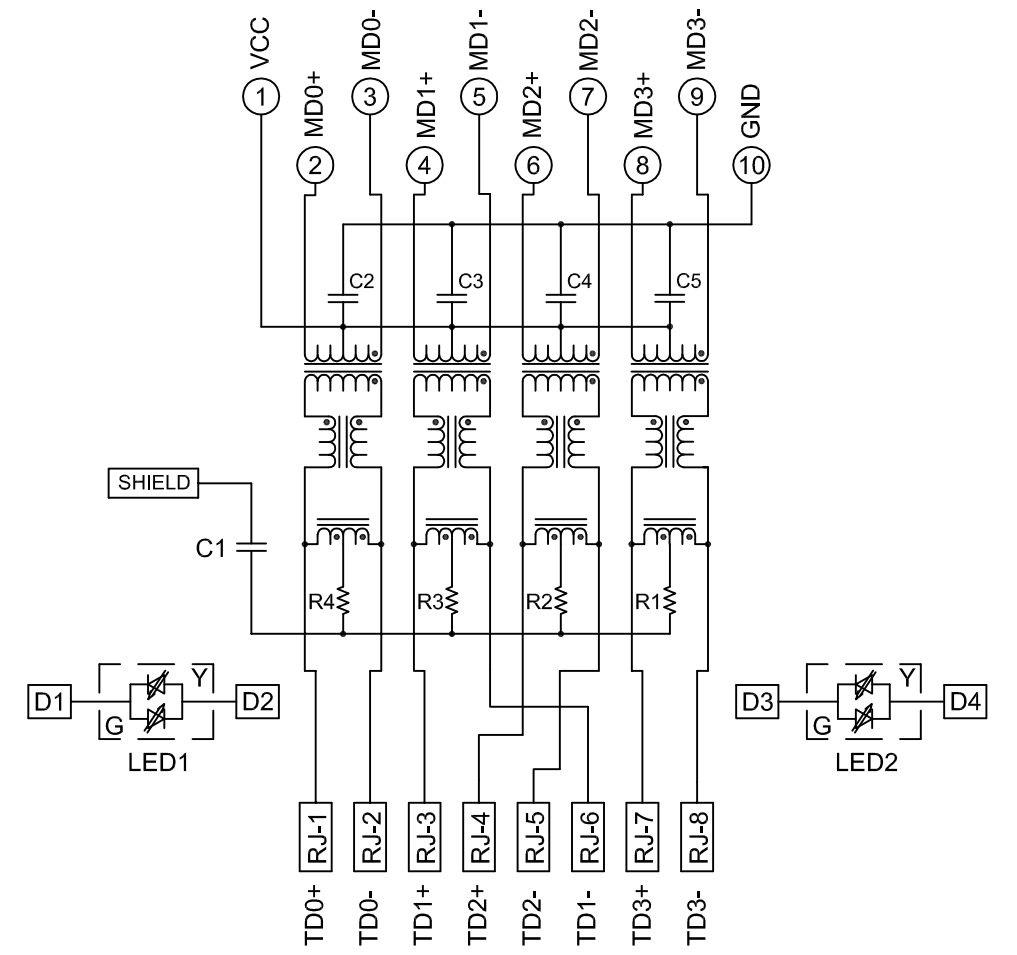 VCC
MD0-
MD1-
MD2-
MD3-
MD0+
MD1+
MD2+
MD3+
GND
1
3
5
7
9
2
4
6
8
10
C2
C3
C4
C5
SHIELD
C1
R4
R3
R2
R1
D1
Y
G
D2
LED1
D3
Y
G
D4
LED2
RJ-1
RJ-2
RJ-3
RJ-4
RJ-5
RJ-6
RJ-7
RJ-8
TD0+
TD0-
TD1+
TD2+
TD2-
TD1-
TD3+
TD3-